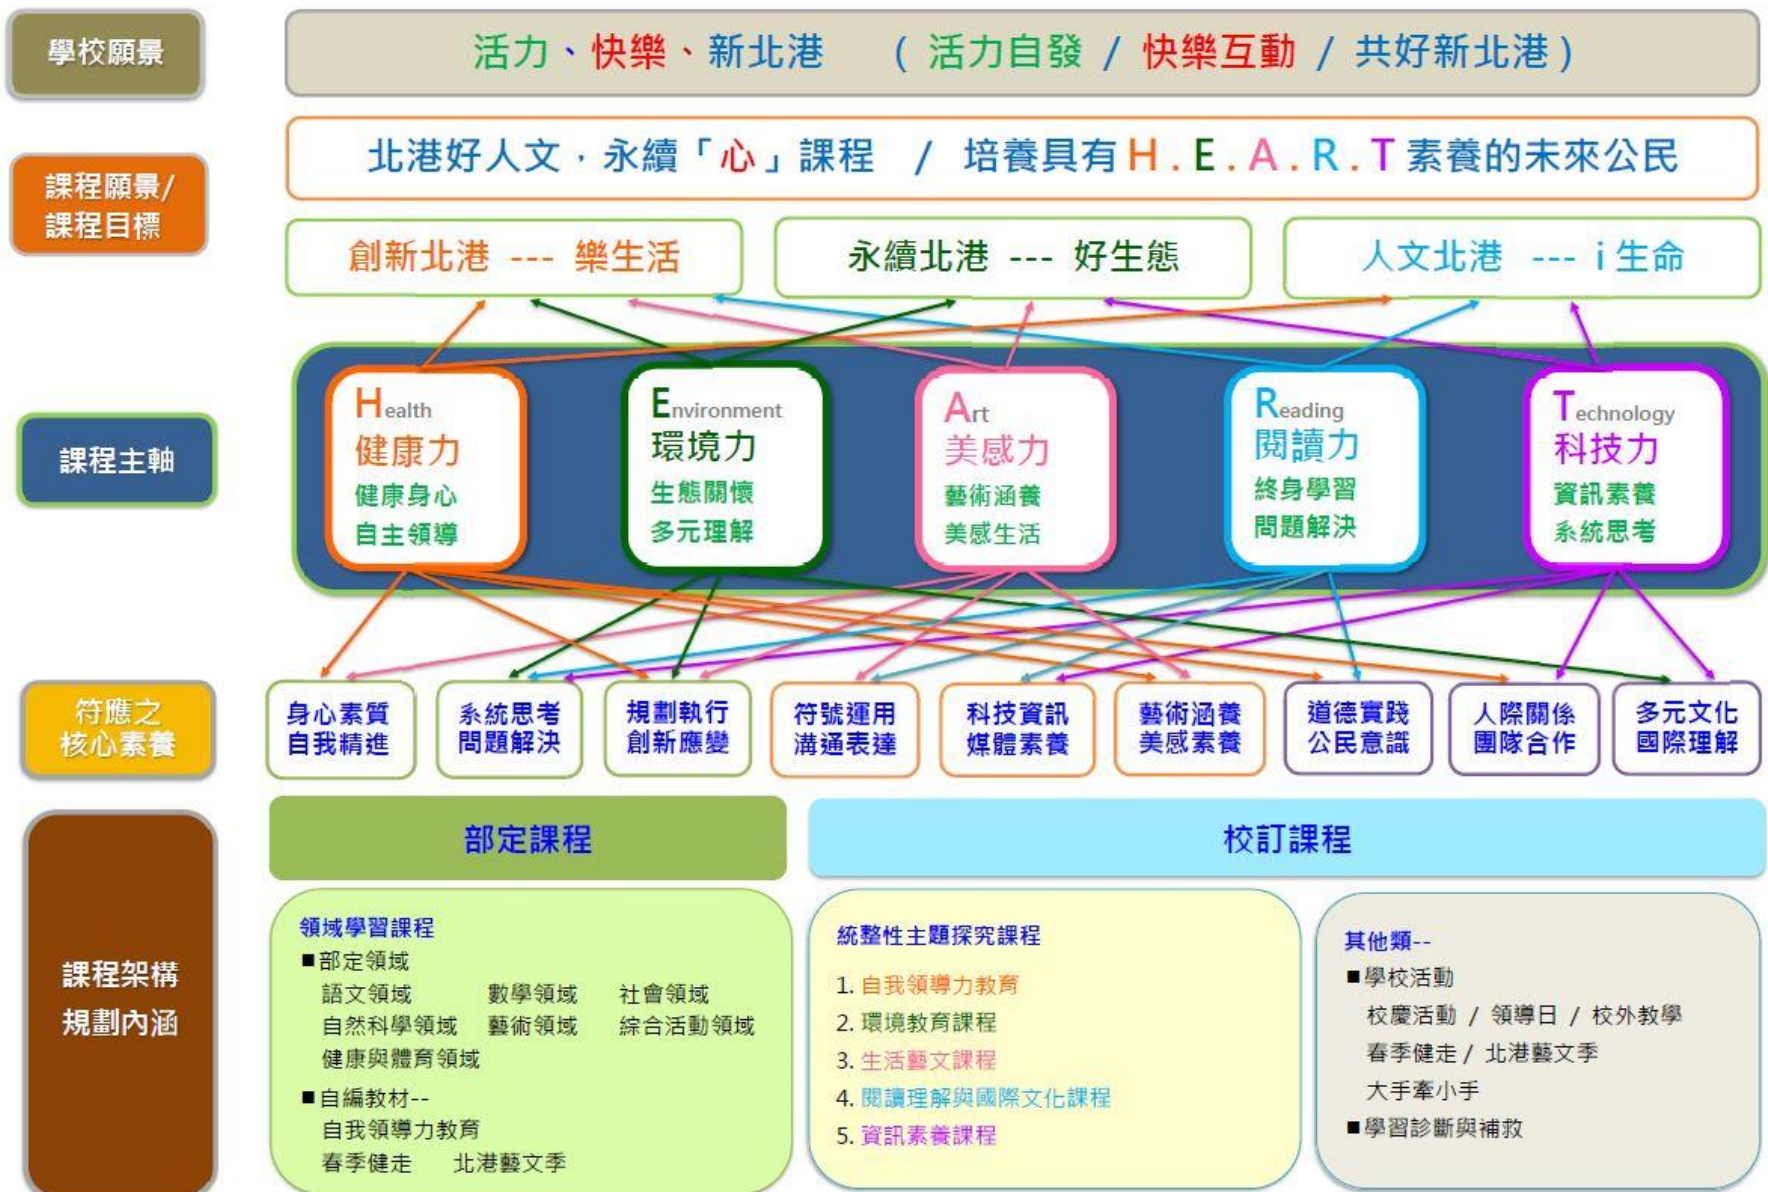 學校願景
活力、快樂、新北港 ( 活力自發 / 快樂互動 / 共好新北港 )
課程願景/
課程目標
北港好人文，永續「心」課程 / 培養具有 H . E . A . R . T 素養的未來公民
創新北港 --- 樂生活
永續北港 --- 好生態
人文北港 --- i 生命
課程主軸
Health
健康力
健康身心
自主領導
Environment
環境力
生態關懷
多元理解
Art
美感力
藝術涵養
美感生活
Reading
閱讀力
終身學習
問題解決
Technology
科技力
資訊素養
系統思考
符應之
核心素養
身心素質
自我精進
系統思考
問題解決
規劃執行
創新應變
符號運用
溝通表達
科技資訊
媒體素養
藝術涵養
美感素養
道德實踐
公民意識
人際關係
團隊合作
多元文化
國際理解
課程架構
規劃內涵
部定課程
領域學習課程
■部定領域
語文領域 數學領域 社會領域
自然科學領域 藝術領域 綜合活動領域
健康與體育領域
■自編教材--
自我領導力教育
春季健走 北港藝文季
校訂課程
統整性主題探究課程
1. 自我領導力教育
2. 環境教育課程
3. 生活藝文課程
4. 閱讀理解與國際文化課程
5. 資訊素養課程
其他類--
■學校活動
校慶活動 / 領導日 / 校外教學
春季健走 / 北港藝文季
大手牽小手
■學習診斷與補救